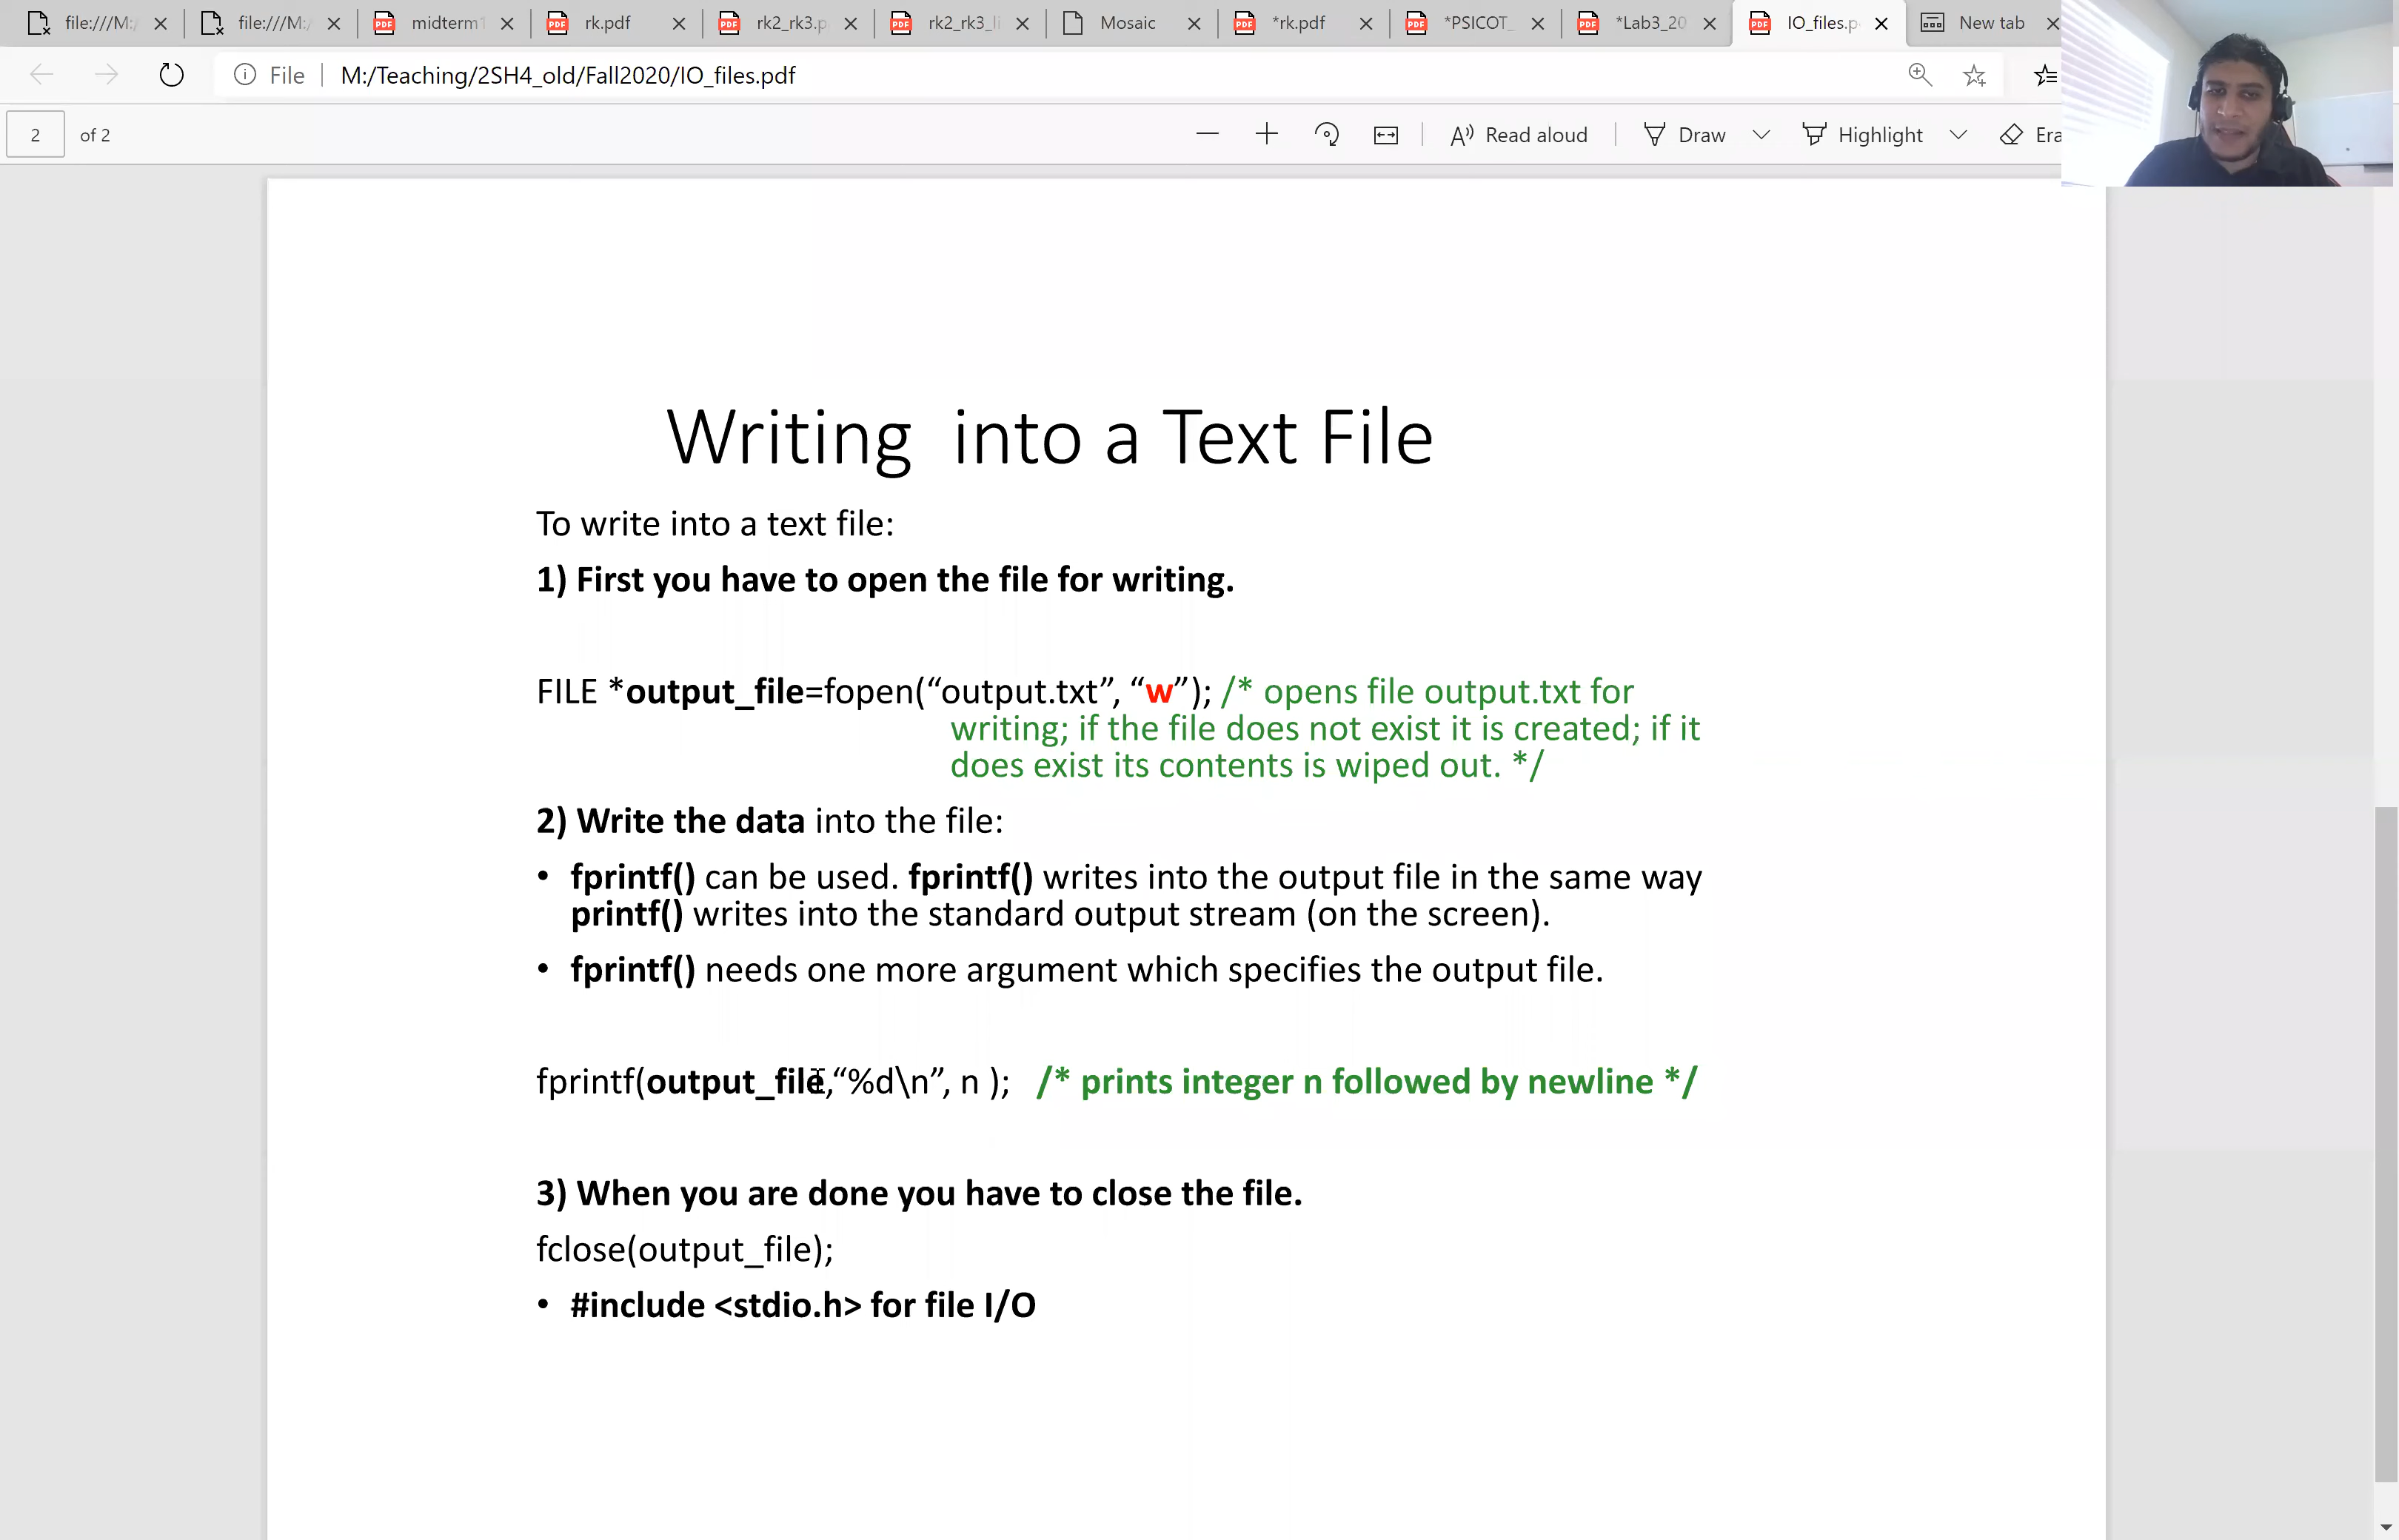 file:///M:/ file:///M:/ midterm1 rk.pdf rk2_rk3.p rk2_rk3_li Mosaic *rk.pdf *PSICOT_ *Lab3_20 IO_files.p New tab
File M:/Teaching/2SH4_old/Fall2020/IO_files.pdf
2 of 2 Read aloud Draw Highlight Era
Writing into a Text File
To write into a text file:
1) First you have to open the file for writing.
FILE *output_file=fopen(“output.txt”, “w”); /* opens file output.txt for
writing; if the file does not exist it is created; if it
does exist its contents is wiped out. */
2) Write the data into the file:
• fprintf() can be used. fprintf() writes into the output file in the same way
printf() writes into the standard output stream (on the screen).
• fprintf() needs one more argument which specifies the output file.
fprintf(output_file,“%d\n”, n ); /* prints integer n followed by newline */
3) When you are done you have to close the file.
fclose(output_file);
• #include <stdio.h> for file I/O